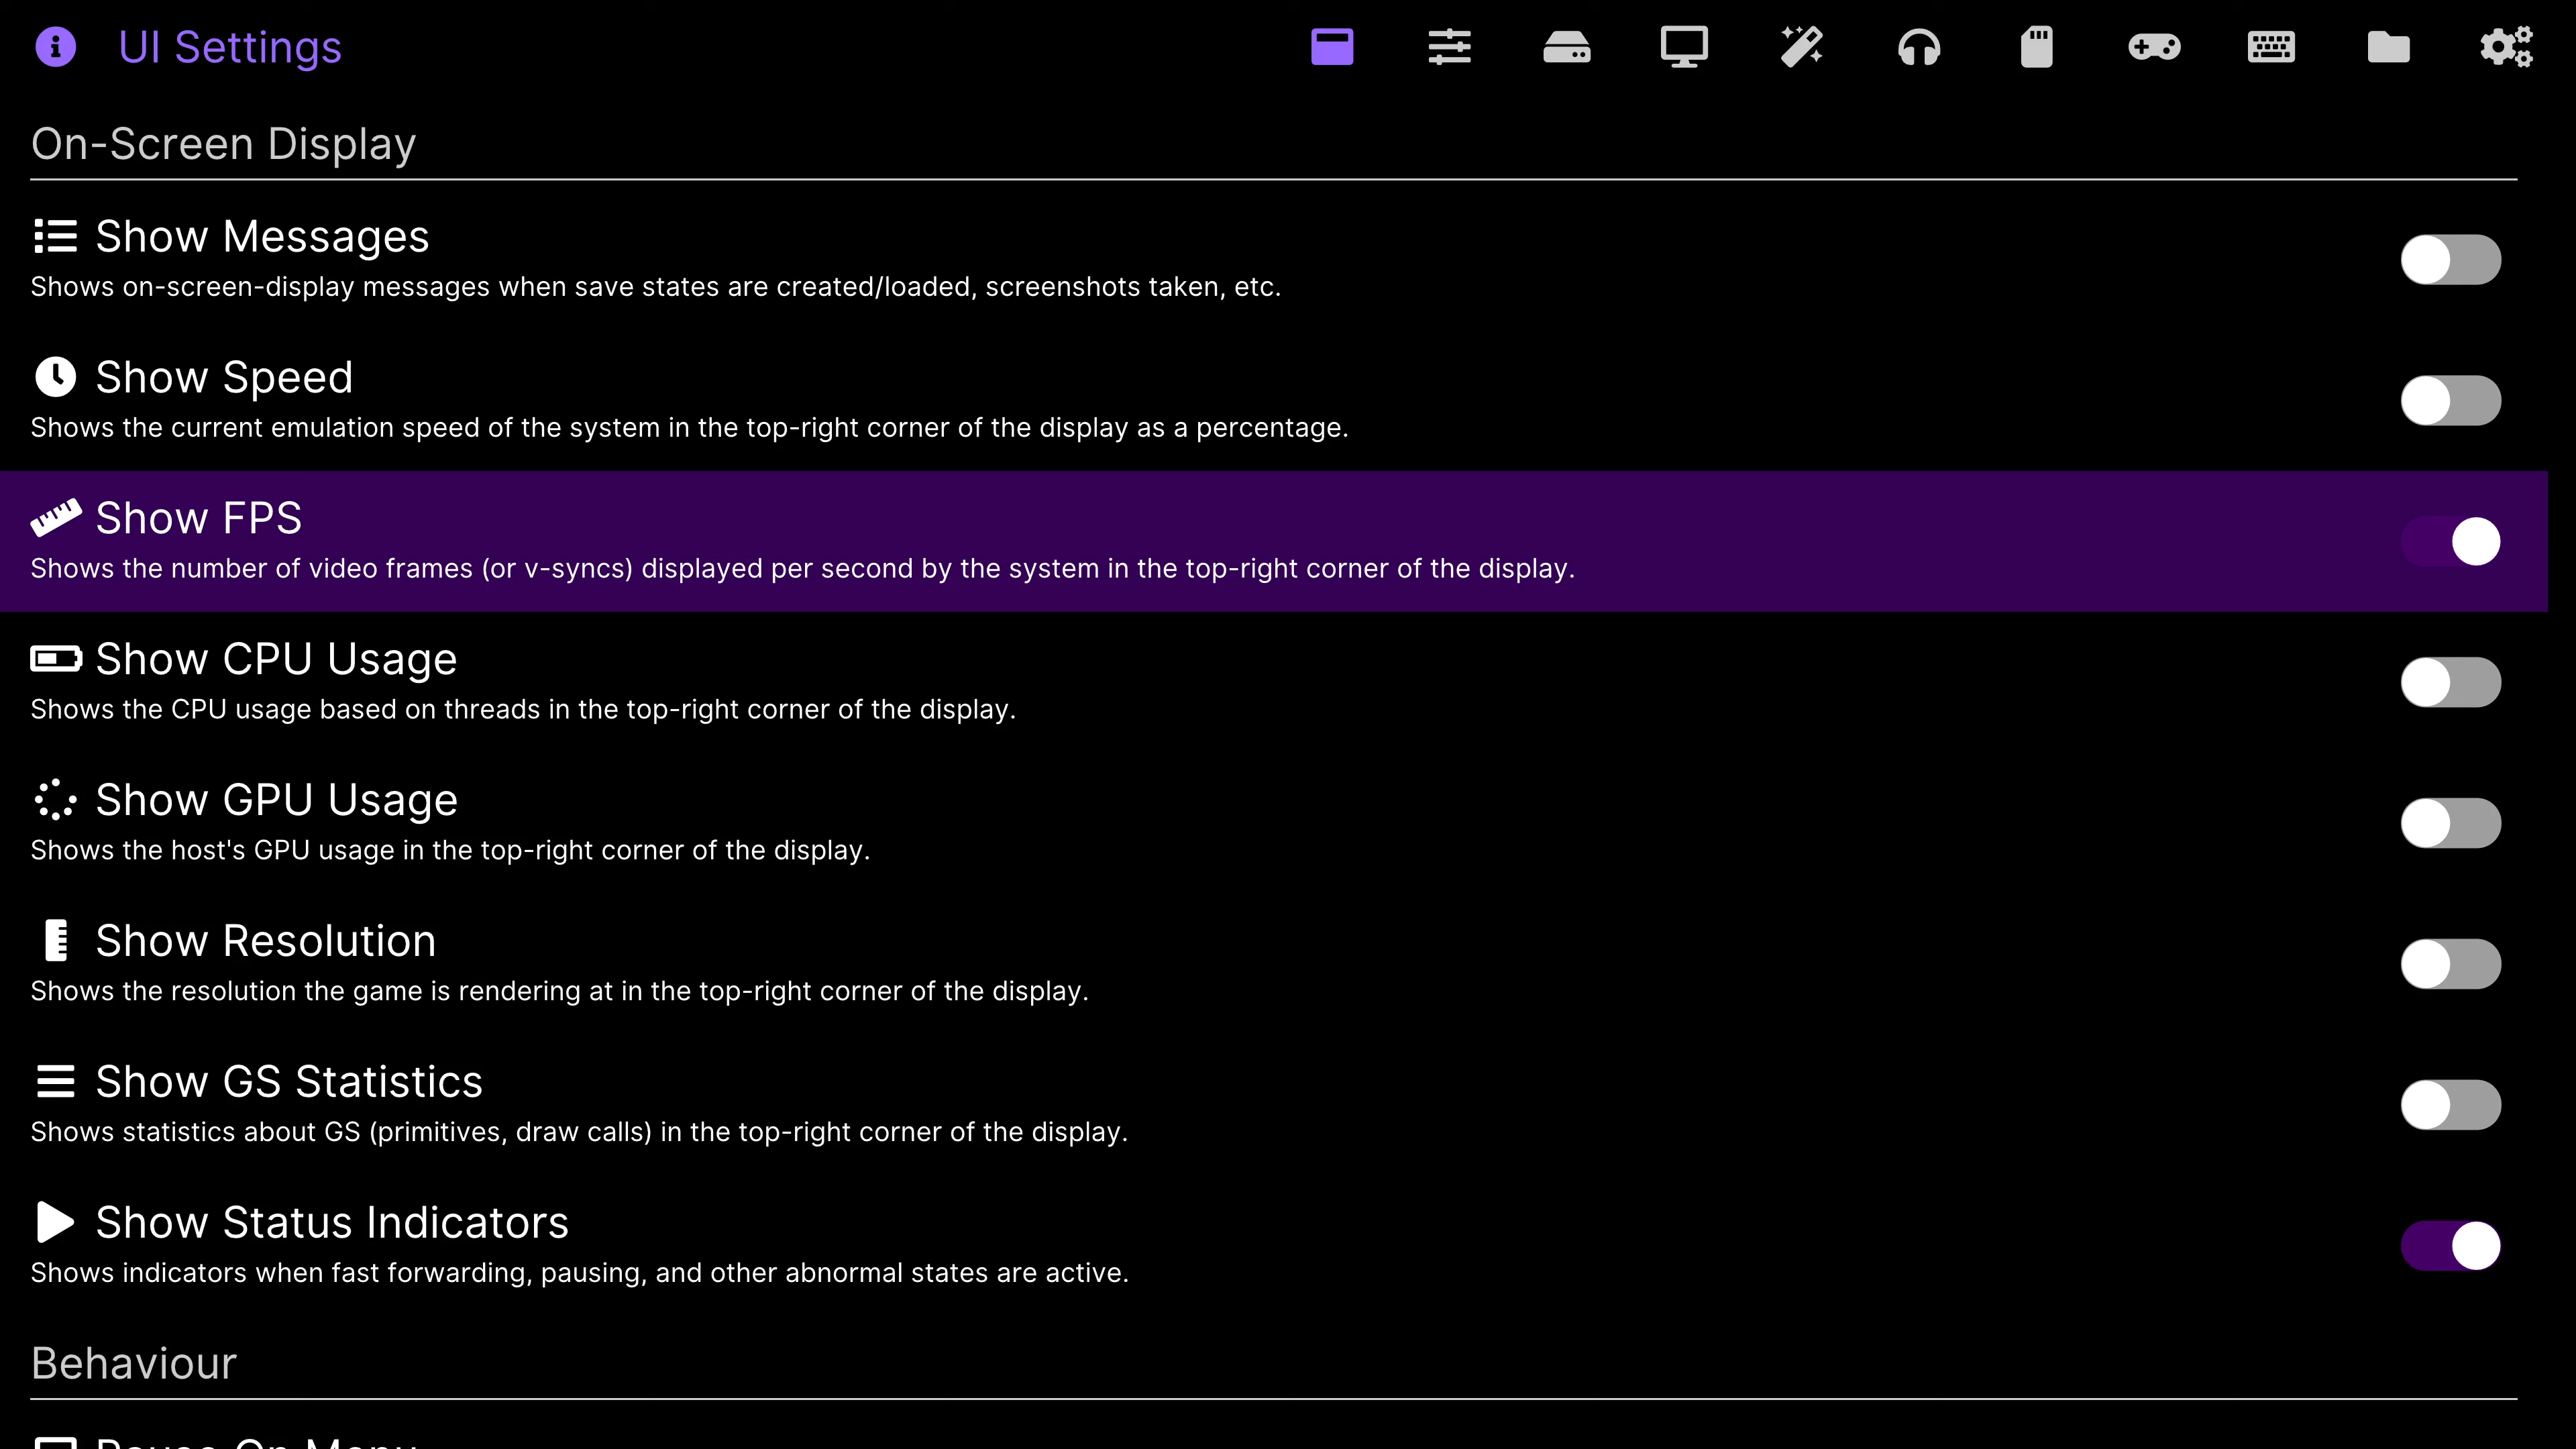 UI Settings
On-Screen Display
Show Messages
Shows on-screen-display messages when save states are created/loaded, screenshots taken, etc.
Show Speed
Shows the current emulation speed of the system in the top-right corner of the display as a percentage.
Show FPS
Shows the number of video frames (or v-syncs) displayed per second by the system in the top-right corner of the display.
Show CPU Usage
Shows the CPU usage based on threads in the top-right corner of the display.
Show GPU Usage
Shows the host's GPU usage in the top-right corner of the display.
Show Resolution
Shows the resolution the game is rendering at in the top-right corner of the display.
Show GS Statistics
Shows statistics about GS (primitives, draw calls) in the top-right corner of the display.
Show Status Indicators
Shows indicators when fast forwarding, pausing, and other abnormal states are active.
Behaviour
Pause On Menu